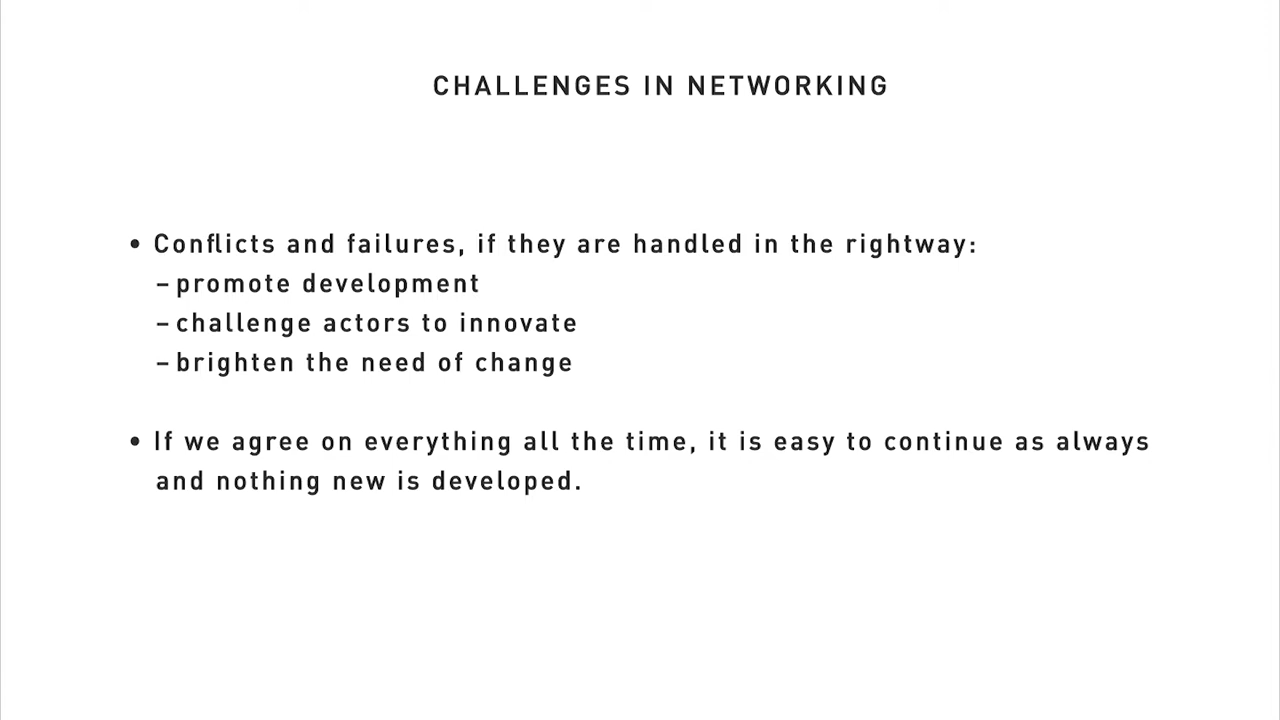 CHALLENGES IN NETWORKING
• Conflicts and failures, if they are handled in the rightway:
– promote development
– challenge actors to innovate
– brighten the need of change
• If we agree on everything all the time, it is easy to continue as always
and nothing new is developed.